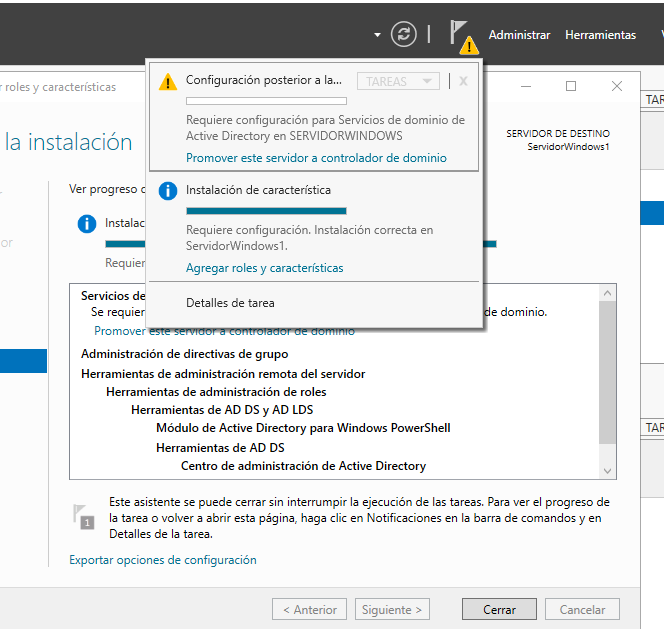 Administrar Herramientas V
r roles y características
Configuración posterior a la... TAREAS X
Requiere configuración para Servicios de dominio de
Active Directory en SERVIDORWINDOWS
Promover este servidor a controlador de dominio
Instalación de característica
Requiere configuración. Instalación correcta en
ServidorWindows1.
Agregar roles y características
Detalles de tarea
la instalación
SERVIDOR DE DESTINO
ServidorWindows1
TAR
or
Ver progreso d
Instalac
Requier
Servicios de
Se requier de dominio.
Promover este servidor a controlador de dominio
Administración de directivas de grupo
Herramientas de administración remota del servidor
Herramientas de administración de roles
Herramientas de AD DS y AD LDS
Módulo de Active Directory para Windows PowerShell
Herramientas de AD DS
Centro de administración de Active Directory
TAR
1
Este asistente se puede cerrar sin interrumpir la ejecución de las tareas. Para ver el progreso de
la tarea o volver a abrir esta página, haga clic en Notificaciones en la barra de comandos y en
Detalles de la tarea.
Exportar opciones de configuración
< Anterior Siguiente > Cerrar Cancelar